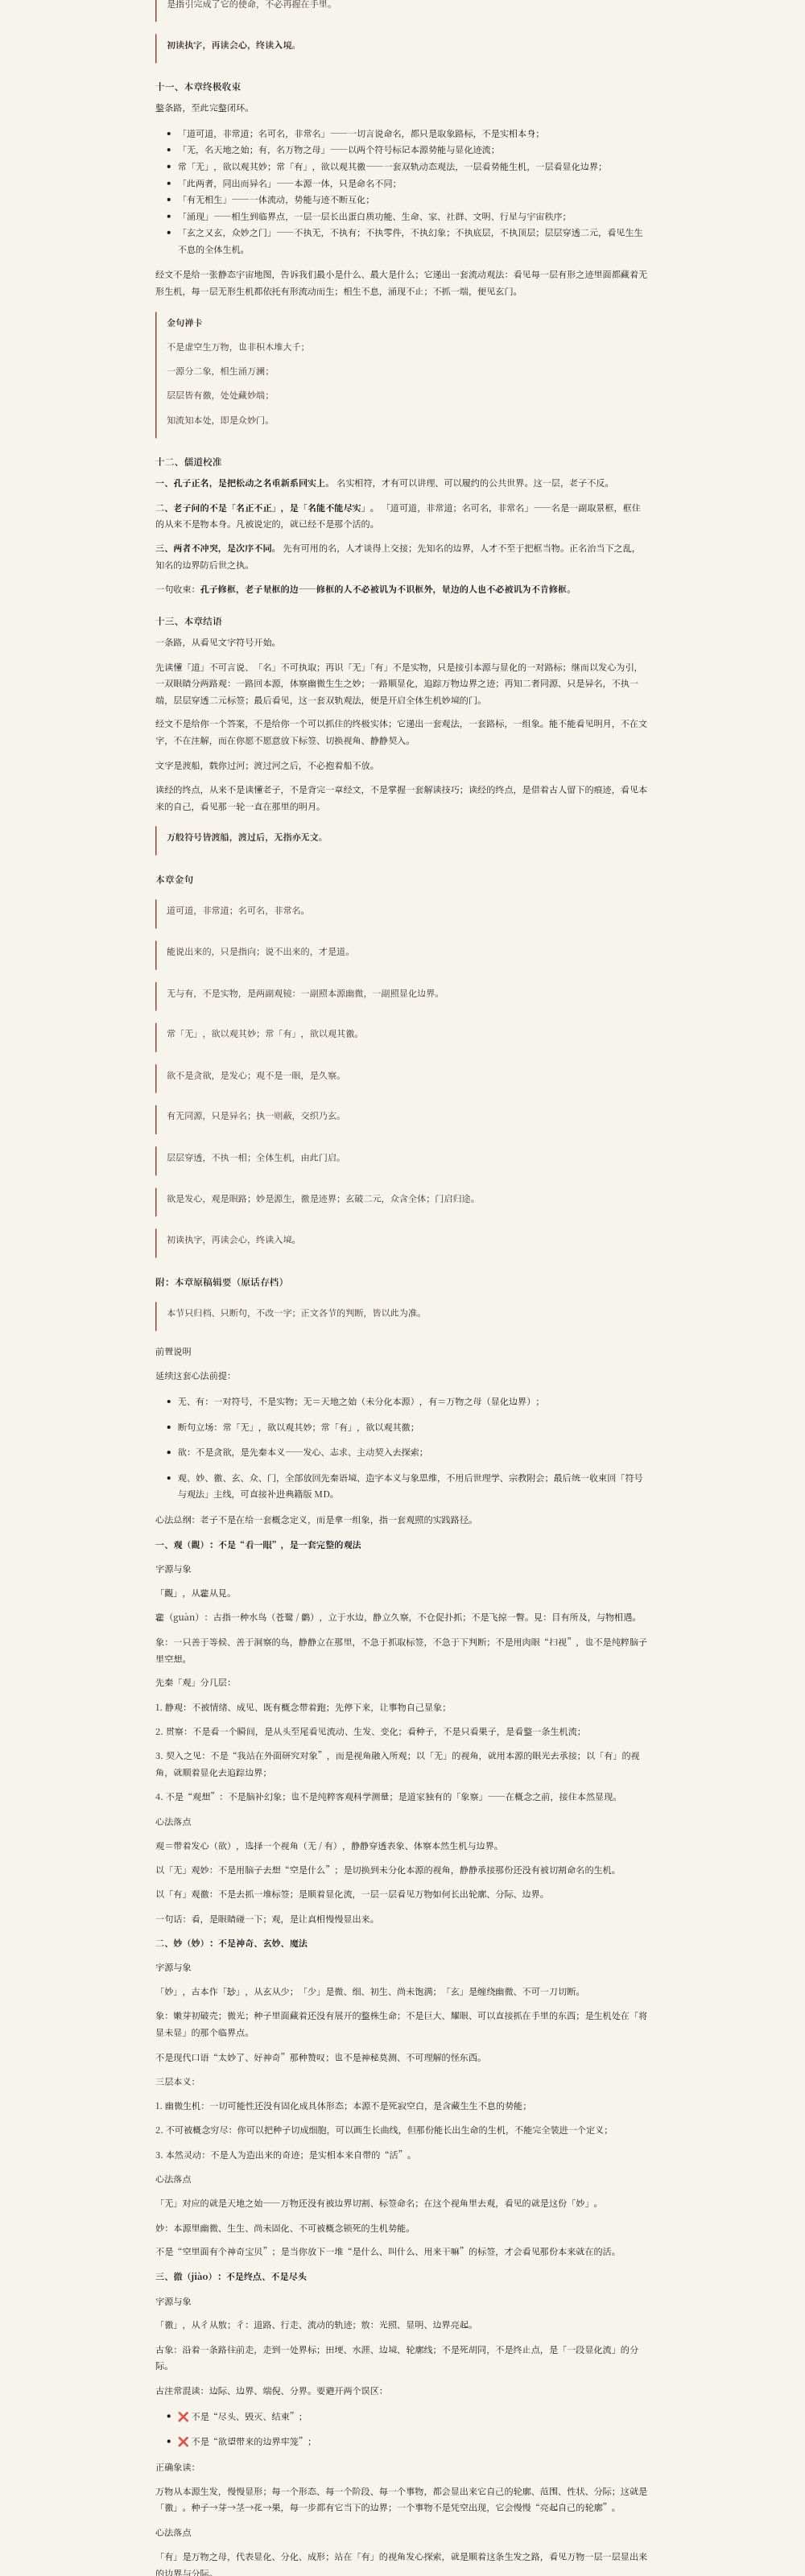 是指引完成了它的使命，不必再握在手里。
初读执字，再读会心，终读入境。
十一、本章终极收束
整条路，至此完整闭环。
• 「道可道，非常道；名可名，非常名」——一切言说命名，都只是取象路标，不是实相本身；
• 「无，名天地之始；有，名万物之母」——以两个符号标记本源势能与显化迹流；
• 常「无」，欲以观其妙；常「有」，欲以观其徼——一套双轨动态观法，一层看势能生机，一层看显化边界；
• 「此两者，同出而异名」——本源一体，只是命名不同；
• 「有无相生」——一体流动，势能与迹不断互化；
• 「涌现」——相生到临界点，一层一层长出蛋白质功能、生命、家、社群、文明、行星与宇宙秩序；
• 「玄之又玄，众妙之门」——不执无，不执有；不执零件，不执幻象；不执底层，不执顶层；层层穿透二元，看见生生
不息的全体生机。
经文不是给一张静态宇宙地图，告诉我们最小是什么、最大是什么；它递出一套流动观法：看见每一层有形之迹里面都藏着无
形生机，每一层无形生机都依托有形流动而生；相生不息，涌现不止；不抓一端，便见玄门。
金句禅卡
不是虚空生万物，也非积木堆大千；
一源分二象，相生涌万澜；
层层皆有徼，处处藏妙端；
知流知本处，即是众妙门。
十二、儒道校准
一、孔子正名，是把松动之名重新系回实上。 名实相符，才有可以讲理、可以履约的公共世界。这一层，老子不反。
二、老子问的不是「名正不正」，是「名能不能尽实」。 「道可道，非常道；名可名，非常名」——名是一副取景框，框住
的从来不是物本身。凡被说定的，就已经不是那个活的。
三、两者不冲突，是次序不同。 先有可用的名，人才谈得上交接；先知名的边界，人才不至于把框当物。正名治当下之乱，
知名的边界防后世之执。
一句收束：孔子修框，老子量框的边——修框的人不必被讥为不识框外，量边的人也不必被讥为不肯修框。
十三、本章结语
一条路，从看见文字符号开始。
先读懂「道」不可言说、「名」不可执取；再识「无」「有」不是实物，只是接引本源与显化的一对路标；继而以发心为引，
一双眼睛分两路观：一路回本源，体察幽微生生之妙；一路顺显化，追踪万物边界之迹；再知二者同源、只是异名，不执一
端，层层穿透二元标签；最后看见，这一套双轨观法，便是开启全体生机妙境的门。
经文不是给你一个答案，不是给你一个可以抓住的终极实体；它递出一套观法，一套路标，一组象。能不能看见明月，不在文
字，不在注解，而在你愿不愿意放下标签、切换视角、静静契入。
文字是渡船，载你过河；渡过河之后，不必抱着船不放。
读经的终点，从来不是读懂老子，不是背完一章经文，不是掌握一套解读技巧；读经的终点，是借着古人留下的痕迹，看见本
来的自己，看见那一轮一直在那里的明月。
万般符号皆渡船，渡过后，无指亦无文。
本章金句
道可道，非常道；名可名，非常名。
能说出来的，只是指向；说不出来的，才是道。
无与有，不是实物，是两副观镜：一副照本源幽微，一副照显化边界。
常「无」，欲以观其妙；常「有」，欲以观其徼。
欲不是贪欲，是发心；观不是一眼，是久察。
有无同源，只是异名；执一则蔽，交织乃玄。
层层穿透，不执一相；全体生机，由此门启。
欲是发心，观是眼路；妙是源生，徼是迹界；玄破二元，众含全体；门启归途。
初读执字，再读会心，终读入境。
附：本章原稿辑要（原话存档）
本节只归档、只断句，不改一字；正文各节的判断，皆以此为准。
前置说明
延续这套心法前提：
• 无、有：一对符号，不是实物；无＝天地之始（未分化本源），有＝万物之母（显化边界）；
• 断句立场：常「无」，欲以观其妙；常「有」，欲以观其徼；
• 欲：不是贪欲，是先秦本义——发心、志求、主动契入去探索；
• 观、妙、徼、玄、众、门，全部放回先秦语境、造字本义与象思维，不用后世理学、宗教附会；最后统一收束回「符号
与观法」主线，可直接补进典籍版 MD。
心法总纲：老子不是在给一套概念定义，而是拿一组象，指一套观照的实践路径。
一、观（觀）：不是“看一眼”，是一套完整的观法
字源与象
「觀」，从雚从見。
雚（guàn）：古指一种水鸟（苍鹭 / 鹳），立于水边，静立久察，不仓促扑抓；不是飞掠一瞥。見：目有所及，与物相遇。
象：一只善于等候、善于洞察的鸟，静静立在那里，不急于抓取标签，不急于下判断；不是用肉眼“扫视”，也不是纯粹脑子
里空想。
先秦「观」分几层：
1. 静观：不被情绪、成见、既有概念带着跑；先停下来，让事物自己显象；
2. 贯察：不是看一个瞬间，是从头至尾看见流动、生发、变化；看种子，不是只看果子，是看整一条生机流；
3. 契入之见：不是“我站在外面研究对象”，而是视角融入所观；以「无」的视角，就用本源的眼光去承接；以「有」的视
角，就顺着显化去追踪边界；
4. 不是“观想”：不是脑补幻象；也不是纯粹客观科学测量；是道家独有的「象察」——在概念之前，接住本然显现。
心法落点
观＝带着发心（欲），选择一个视角（无 / 有），静静穿透表象、体察本然生机与边界。
以「无」观妙：不是用脑子去想“空是什么”；是切换到未分化本源的视角，静静承接那份还没有被切割命名的生机。
以「有」观徼：不是去抓一堆标签；是顺着显化流，一层一层看见万物如何长出轮廓、分际、边界。
一句话：看，是眼睛碰一下；观，是让真相慢慢显出来。
二、妙（妙）：不是神奇、玄妙、魔法
字源与象
「妙」，古本作「玅」，从玄从少；「少」是微、细、初生、尚未饱满；「玄」是缠绕幽微、不可一刀切断。
象：嫩芽初破壳；微光；种子里面藏着还没有展开的整株生命；不是巨大、耀眼、可以直接抓在手里的东西；是生机处在「将
显未显」的那个临界点。
不是现代口语“太妙了、好神奇”那种赞叹；也不是神秘莫测、不可理解的怪东西。
三层本义：
1. 幽微生机：一切可能性还没有固化成具体形态；本源不是死寂空白，是含藏生生不息的势能；
2. 不可被概念穷尽：你可以把种子切成细胞，可以画生长曲线，但那份能长出生命的生机，不能完全装进一个定义；
3. 本然灵动：不是人为造出来的奇迹；是实相本来自带的“活”。
心法落点
「无」对应的就是天地之始——万物还没有被边界切割、标签命名；在这个视角里去观，看见的就是这份「妙」。
妙：本源里幽微、生生、尚未固化、不可被概念锁死的生机势能。
不是“空里面有个神奇宝贝”；是当你放下一堆“是什么、叫什么、用来干嘛”的标签，才会看见那份本来就在的活。
三、徼（jiào）：不是终点、不是尽头
字源与象
「徼」，从彳从敫；彳：道路、行走、流动的轨迹；敫：光照、显明、边界亮起。
古象：沿着一条路往前走，走到一处界标；田埂、水涯、边境、轮廓线；不是死胡同，不是终止点，是「一段显化流」的分
际。
古注常混读：边际、边界、端倪、分界。要避开两个误区：
• ❌ 不是“尽头、毁灭、结束”；
• ❌ 不是“欲望带来的边界牢笼”；
正确象读：
万物从本源生发，慢慢显形；每一个形态、每一个阶段、每一个事物，都会显出来它自己的轮廓、范围、性状、分际；这就是
「徼」。种子→芽→茎→花→果，每一步都有它当下的边界；一个事物不是凭空出现，它会慢慢“亮起自己的轮廓”。
心法落点
「有」是万物之母，代表显化、分化、成形；站在「有」的视角发心探索，就是顺着这条生发之路，看见万物一层一层显出来
的边界与分际。